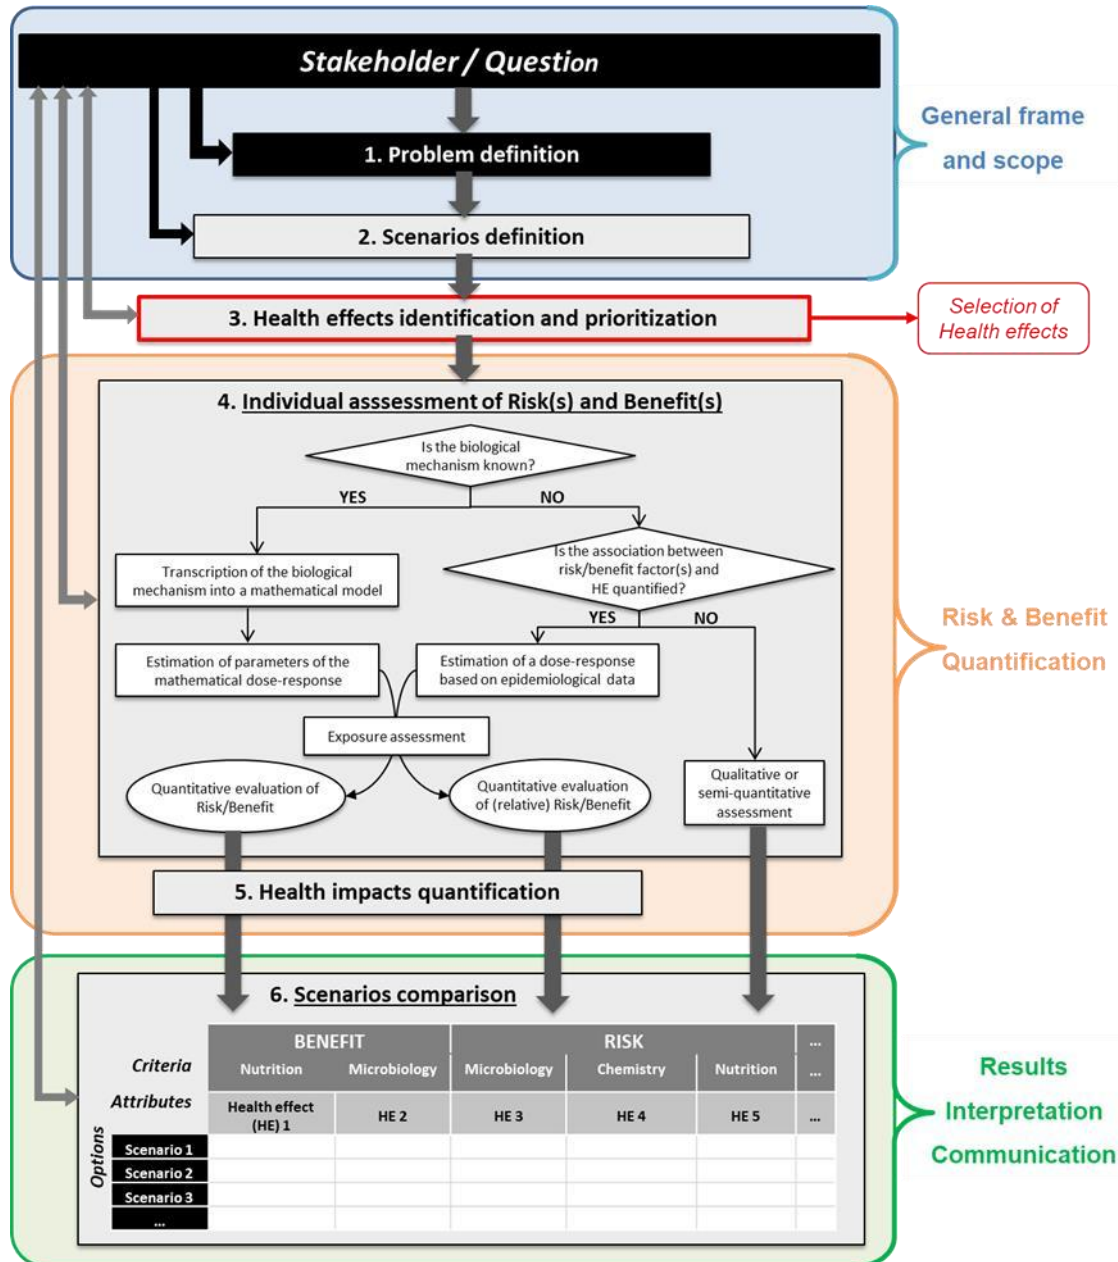 Stakeholder / Question
1. Problem definition
General frame
and scope
2. Scenarios definition
3. Health effects identification and prioritization
Selection of
Health effects
4. Individual asssessment of Risk(s) and Benefit(s)
Is the biological
mechanism known?
YES
NO
Transcription of the biological
mechanism into a mathematical model
Is the association between
risk/benefit factor(s) and
HE quantified?
YES
NO
Estimation of parameters of the
mathematical dose-response
Estimation of a dose-response
based on epidemiological data
Risk & Benefit
Quantification
Exposure assessment
Quantitative evaluation of
Risk/Benefit
Quantitative evaluation
of (relative) Risk/Benefit
Qualitative or
semi-quantitative
assessment
5. Health impacts quantification
6. Scenarios comparison
BENEFIT
RISK
...
Criteria
Nutrition
Microbiology
Microbiology
Chemistry
Nutrition
...
Attributes
Health effect
(HE) 1
HE 2
HE 3
HE 4
HE 5
...
Options
Scenario 1
Scenario 2
Scenario 3
...
Results
Interpretation
Communication